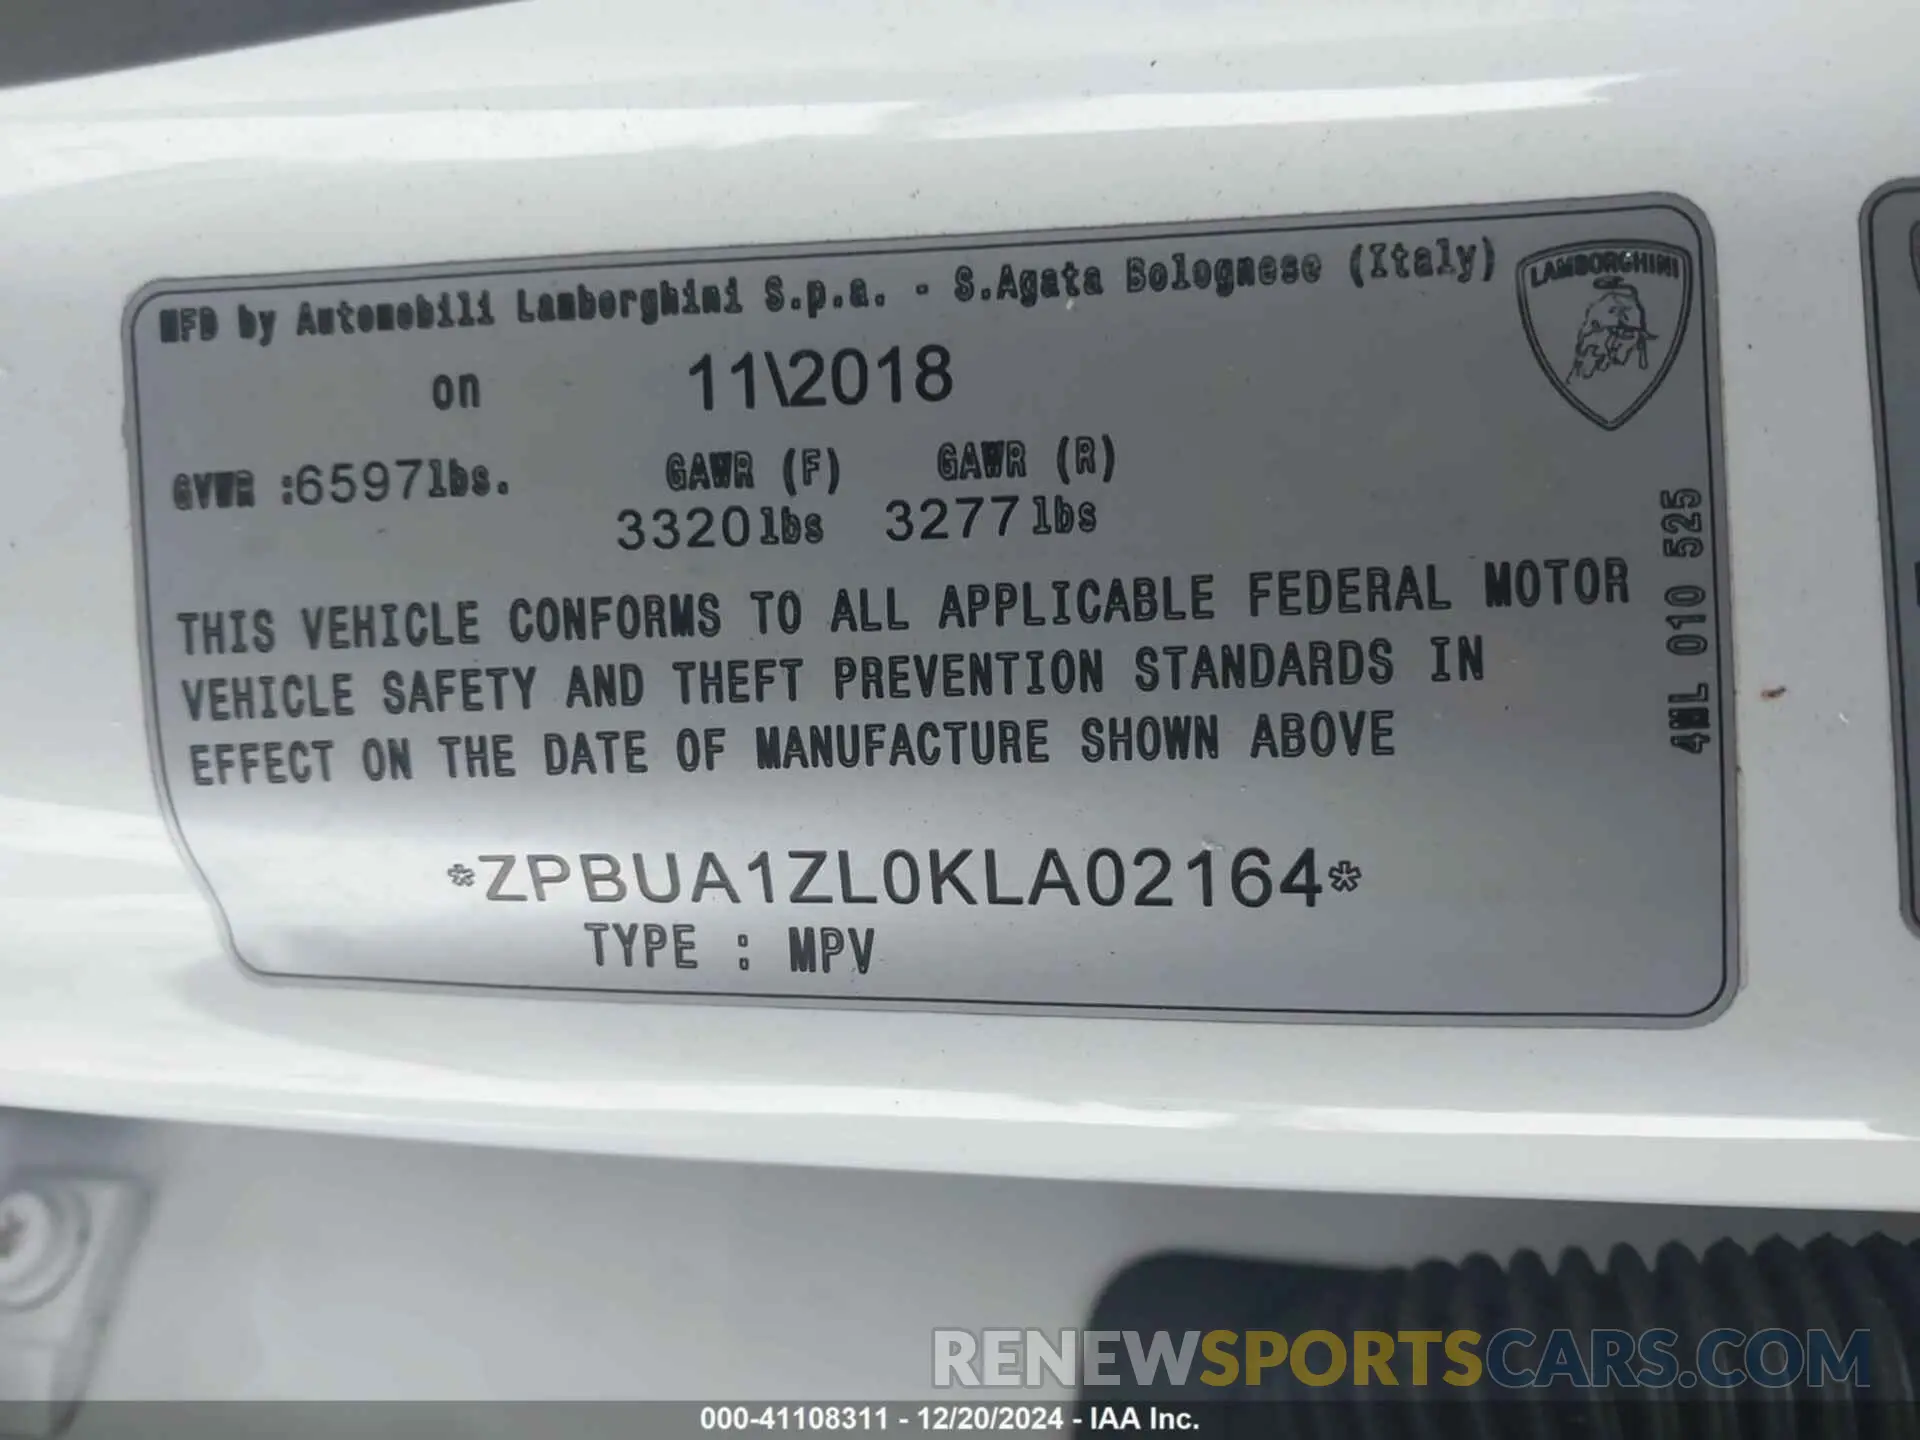 MFD by Automobili Lamborghini S.p.a. - S.Agata Bolognese (Italy)
LAMBORGHINI
on 11\2018
GVWR :6597lbs. GAWR (F) GAWR (R)
3320lbs 3277lbs
THIS VEHICLE CONFORMS TO ALL APPLICABLE FEDERAL MOTOR
VEHICLE SAFETY AND THEFT PREVENTION STANDARDS IN
EFFECT ON THE DATE OF MANUFACTURE SHOWN ABOVE
4ML 010 525
*ZPBUA1ZL0KLA02164*
TYPE : MPV
RENEWSPORTSCARS.COM
000-41108311 - 12/20/2024 - IAA Inc.